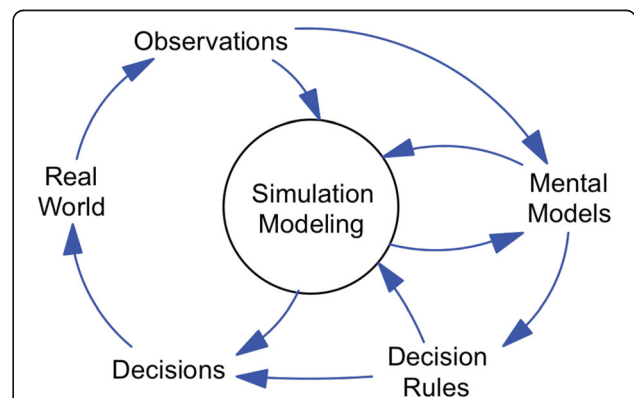 Observations
Real
World
Simulation
Modeling
Mental
Models
Decisions
Decision
Rules